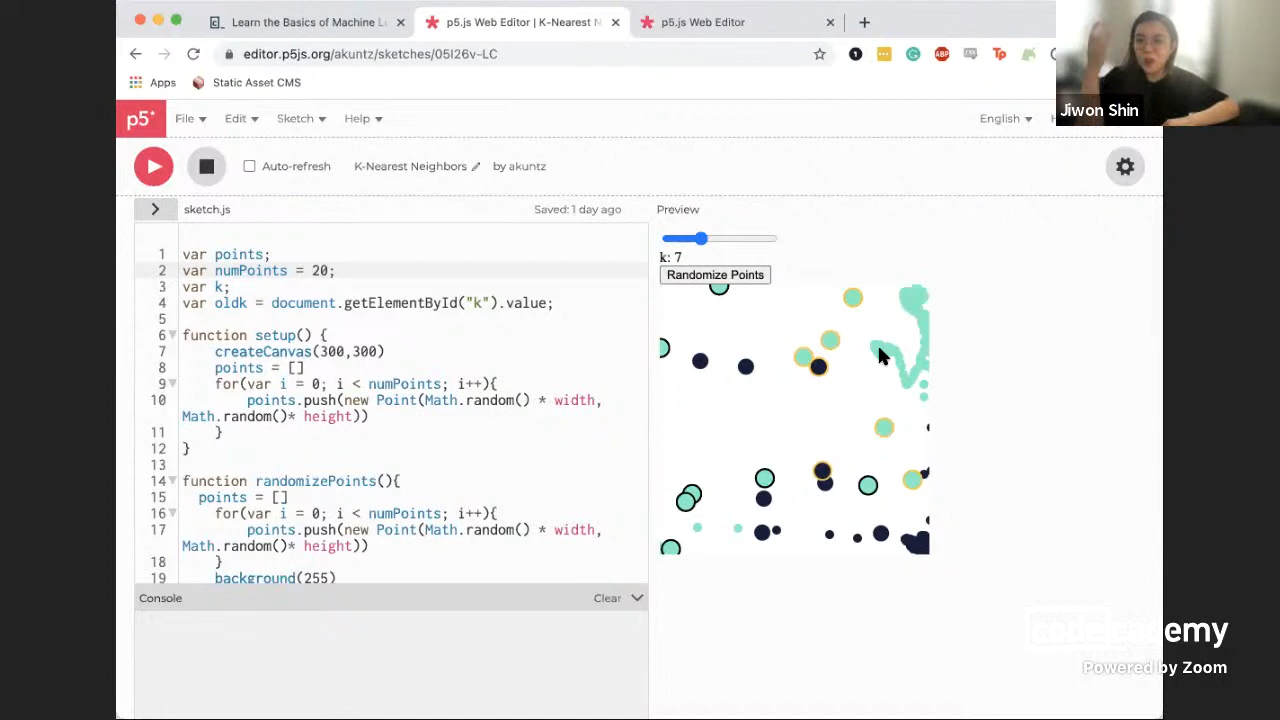 Learn the Basics of Machine L
p5.js Web Editor | K-Nearest N
p5.js Web Editor
editor.p5js.org/akuntz/sketches/05I26v-LC
ABP
Tp
Apps
Static Asset CMS
Jiwon Shin
p5*
File
Edit
Sketch
Help
English
Auto-refresh
K-Nearest Neighbors
by akuntz
sketch.js
Saved: 1 day ago
Preview
1 var points;
2 var numPoints = 20;
3 var k;
4 var oldk = document.getElementById("k").value;
5
6 function setup() {
7 createCanvas(300,300)
8 points = []
9 for(var i = 0; i < numPoints; i++){
10 points.push(new Point(Math.random() * width,
Math.random()* height))
11 }
12 }
13
14 function randomizePoints(){
15 points = []
16 for(var i = 0; i < numPoints; i++){
17 points.push(new Point(Math.random() * width,
Math.random()* height))
18 }
19 background(255)
k: 7
Randomize Points
Console
Clear
codecademy
Powered by Zoom